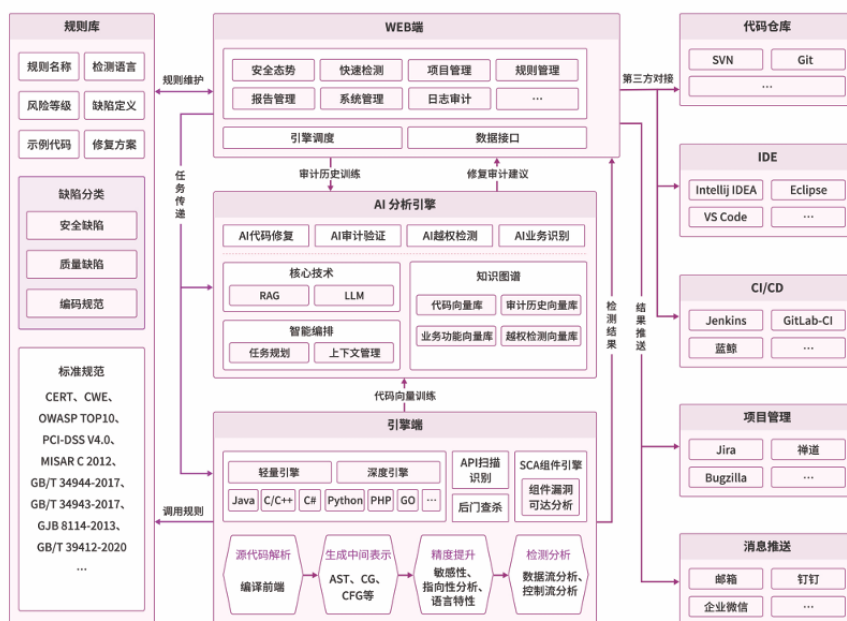 规则库
规则名称 检测语言
风险等级 缺陷定义
示例代码 修复方案
缺陷分类
安全缺陷
质量缺陷
编码规范
标准规范
CERT、CWE、
OWASP TOP10、
PCI-DSS V4.0、
MISAR C 2012、
GB/T 34944-2017、
GB/T 34943-2017、
GJB 8114-2013、
GB/T 39412-2020
…
规则维护
任务传递
调用规则
WEB端
安全态势 快速检测 项目管理 规则管理
报告管理 系统管理 日志审计 …
引擎调度 数据接口
审计历史训练 修复审计建议
AI 分析引擎
AI代码修复 AI审计验证 AI越权检测 AI业务识别
核心技术
RAG LLM
智能编排
任务规划 上下文管理
知识图谱
代码向量库 审计历史向量库
业务功能向量库 越权检测向量库
代码向量训练
引擎端
轻量引擎 深度引擎
Java C/C++ C# Python PHP GO …
API扫描
识别
后门查杀
SCA组件引擎
组件漏洞
可达分析
源代码解析
编译前端
生成中间表示
AST、CG、
CFG等
精度提升
敏感性、
指向性分析、
语言特性
检测分析
数据流分析、
控制流分析
检测结果
第三方对接
结果推送
代码仓库
SVN Git
…
IDE
Intellij IDEA Eclipse
VS Code …
CI/CD
Jenkins GitLab-CI
蓝鲸 …
项目管理
Jira 禅道
Bugzilla …
消息推送
邮箱 钉钉
企业微信 …